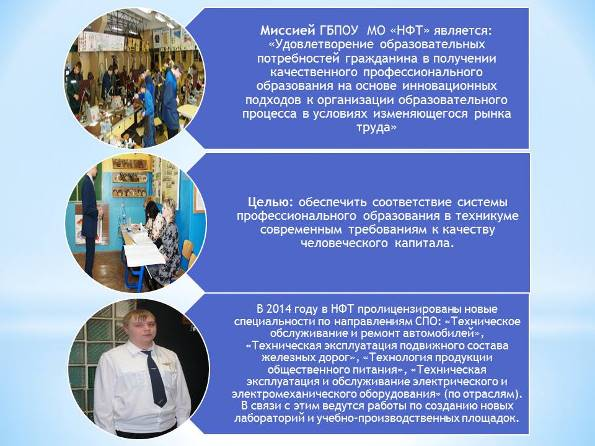 Миссией ГБПОУ МО «НФТ» является:
«Удовлетворение образовательных
потребностей гражданина в получении
качественного профессионального
образования на основе инновационных
подходов к организации образовательного
процесса в условиях изменяющегося рынка
труда»
Целью: обеспечить соответствие системы
профессионального образования в техникуме
современным требованиям к качеству
человеческого капитала.
В 2014 году в НФТ пролицензированы новые
специальности по направлениям СПО: «Техническое
обслуживание и ремонт автомобилей»,
«Техническая эксплуатация подвижного состава
железных дорог», «Технология продукции
общественного питания», «Техническая
эксплуатация и обслуживание электрического и
электромеханического оборудования» (по отраслям).
В связи с этим ведутся работы по созданию новых
лабораторий и учебно-производственных площадок.